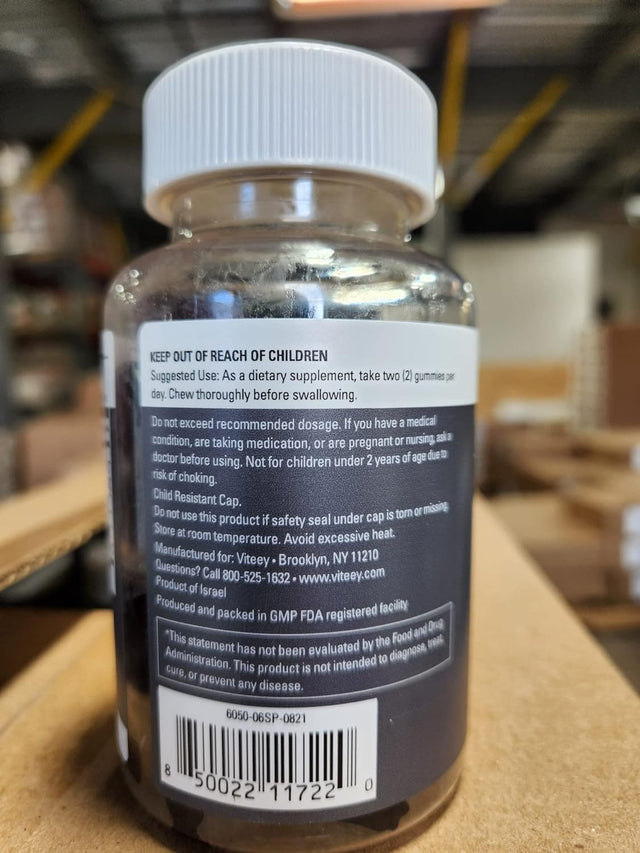 KEEP OUT OF REACH OF CHILDREN
Suggested Use: As a dietary supplement, take two (2) gummies per
day. Chew thoroughly before swallowing.
Do not exceed recommended dosage. If you have a medical
condition, are taking medication, or are pregnant or nursing, ask a
doctor before using. Not for children under 2 years of age due to
risk of choking.
Child Resistant Cap.
Do not use this product if safety seal under cap is torn or missing.
Store at room temperature. Avoid excessive heat.
Manufactured for: Viteey • Brooklyn, NY 11210
Questions? Call 800-525-1632 • www.viteey.com
Product of Israel
Produced and packed in GMP FDA registered facility
*This statement has not been evaluated by the Food and Drug
Administration. This product is not intended to diagnose, treat,
cure, or prevent any disease.
6050-06SP-0821
8 50022 11722 0